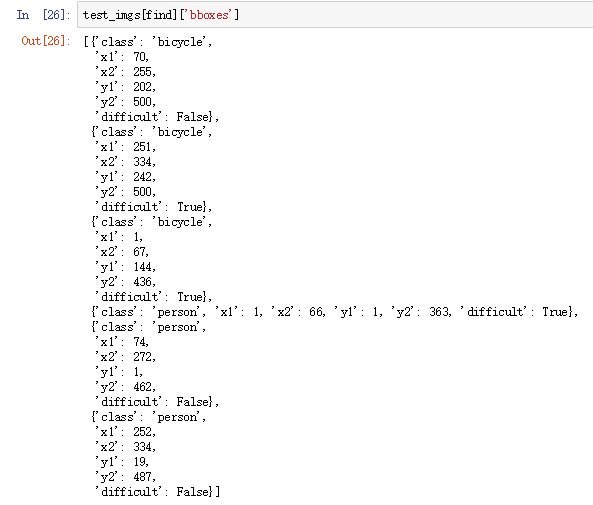 In [26]: test_imgs[find]['bboxes']
Out[26]: [{'class': 'bicycle',
'x1': 70,
'x2': 255,
'y1': 202,
'y2': 500,
'difficult': False},
{'class': 'bicycle',
'x1': 251,
'x2': 334,
'y1': 242,
'y2': 500,
'difficult': True},
{'class': 'bicycle',
'x1': 1,
'x2': 67,
'y1': 144,
'y2': 436,
'difficult': True},
{'class': 'person', 'x1': 1, 'x2': 66, 'y1': 1, 'y2': 363, 'difficult': True},
{'class': 'person',
'x1': 74,
'x2': 272,
'y1': 1,
'y2': 462,
'difficult': False},
{'class': 'person',
'x1': 252,
'x2': 334,
'y1': 19,
'y2': 487,
'difficult': False}]